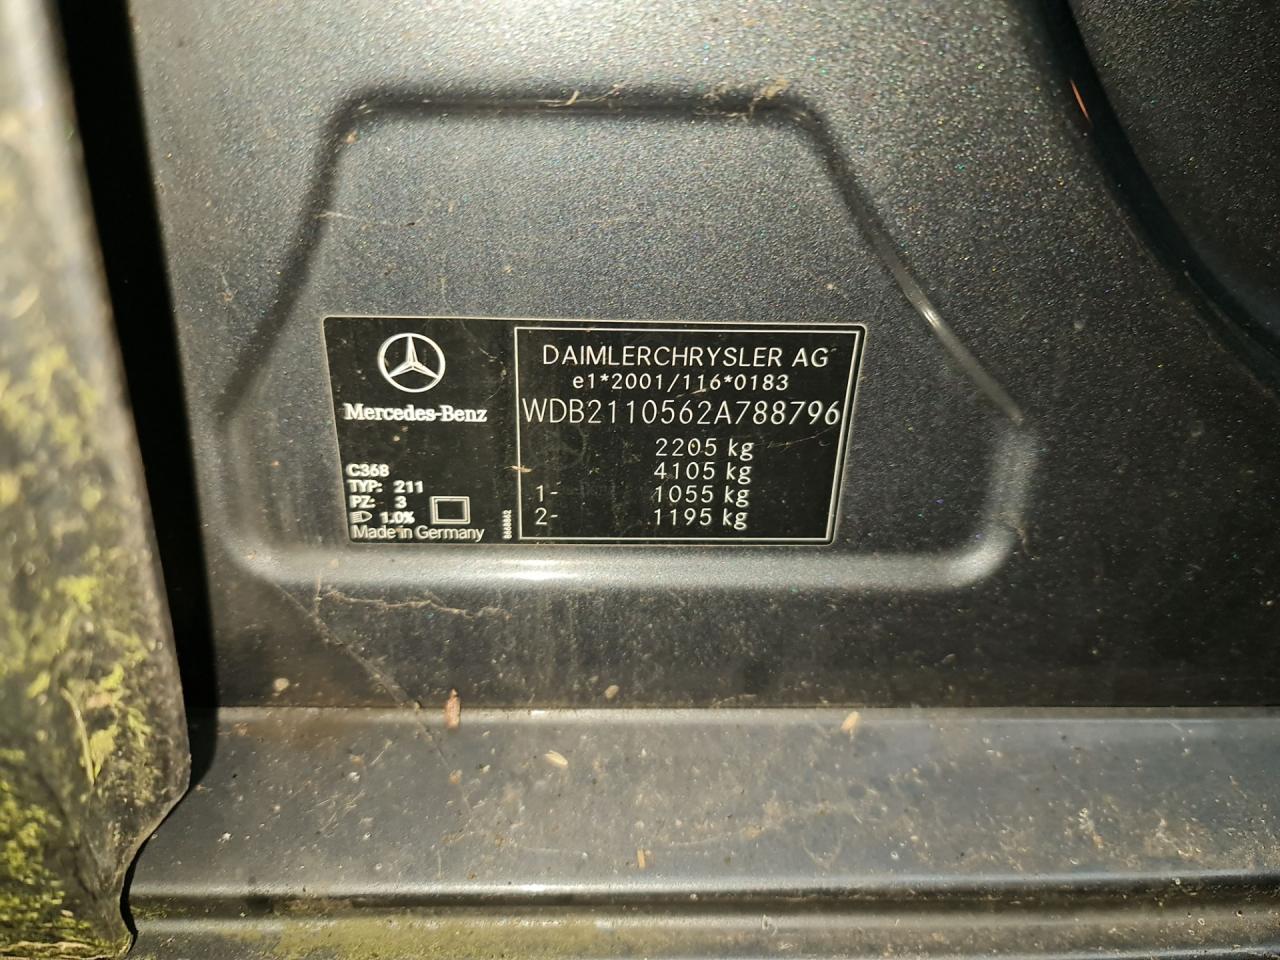 Mercedes-Benz
C368
TYP: 211
PZ: 3
1.0%
Made in Germany
8668862
DAIMLERCHRYSLER AG
e1*2001/116*0183
WDB2110562A788796
2205 kg
4105 kg
1- 1055 kg
2- 1195 kg